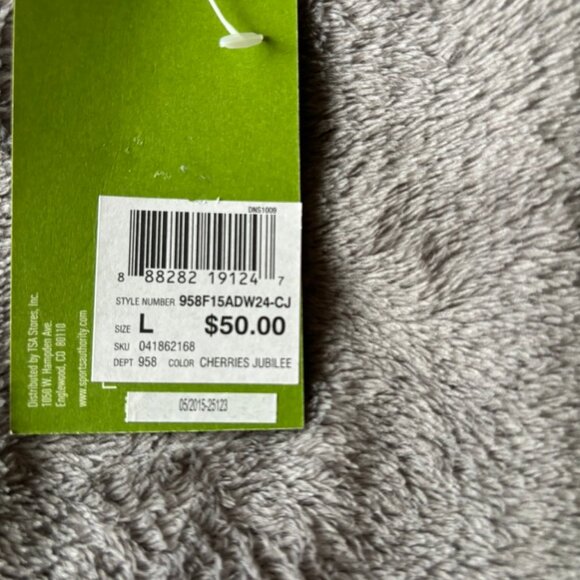 DNS1009
8 88282 19124 7
STYLE NUMBER 958F15ADW24-CJ
SIZE L $50.00
SKU 041862168
DEPT 958 COLOR CHERRIES JUBILEE
05/2015-25123
Distributed by TSA Stores, Inc.
1050 W. Hampden Ave.
Englewood, CO 80110
www.sportsauthority.com